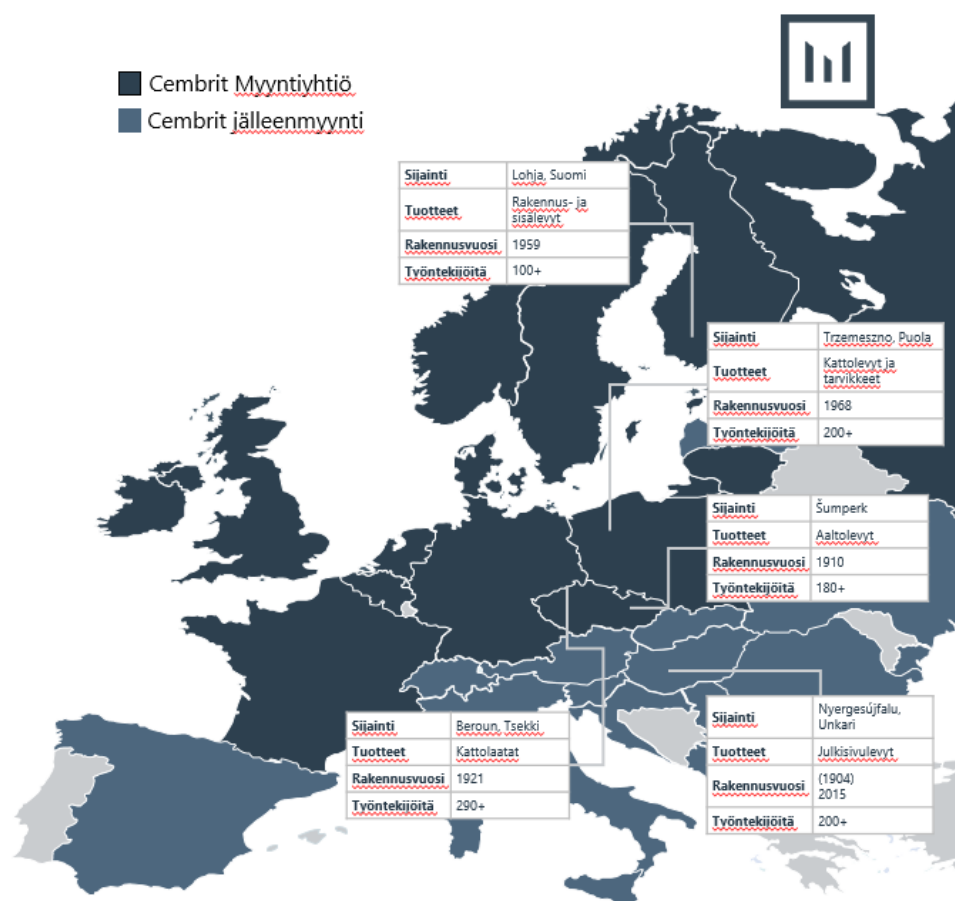 Cembrit Myyntiyhtiö
Cembrit jälleenmyynti
Sijainti Lohja, Suomi
Tuotteet Rakennus- ja
sisälevyt
Rakennusvuosi 1959
Työntekijöitä 100+
Sijainti Trzemeszno, Puola
Tuotteet Kattolevyt ja
tarvikkeet
Rakennusvuosi 1968
Työntekijöitä 200+
Sijainti Šumperk
Tuotteet Aaltolevyt
Rakennusvuosi 1910
Työntekijöitä 180+
Sijainti Beroun, Tsekki
Tuotteet Kattolaatat
Rakennusvuosi 1921
Työntekijöitä 290+
Sijainti Nyergesújfalu,
Unkari
Tuotteet Julkisivulevyt
Rakennusvuosi (1904)
2015
Työntekijöitä 200+